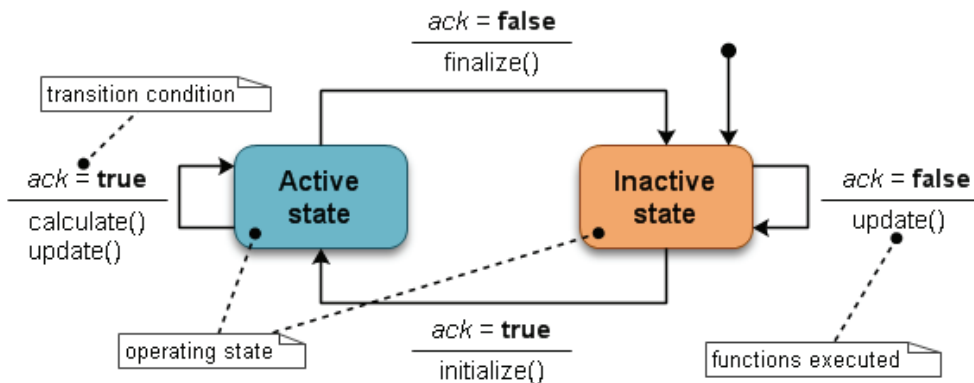 ack = false
finalize()
transition condition
ack = true
calculate()
update()
Active
state
Inactive
state
ack = false
update()
operating state
ack = true
initialize()
functions executed